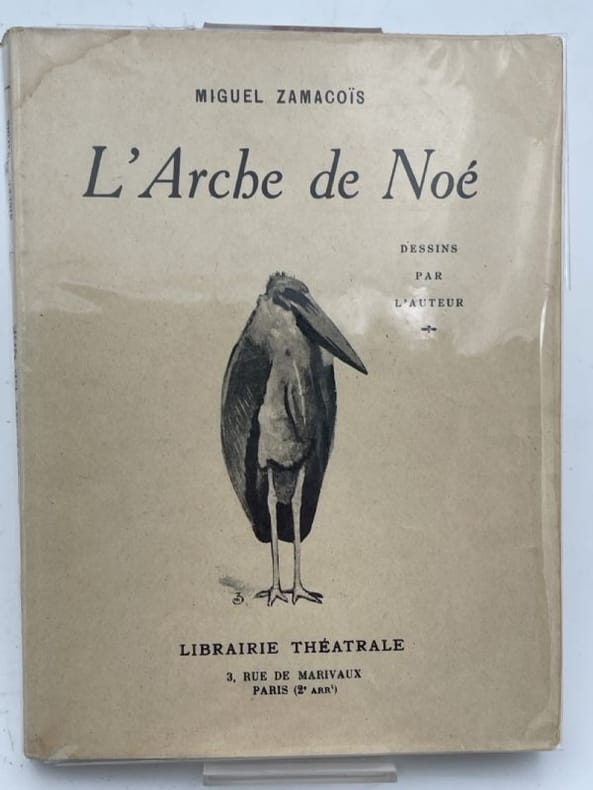 MIGUEL ZAMACOÏS
L'Arche de Noé
DESSINS
PAR
L'AUTEUR
LIBRAIRIE THÉATRALE
3, RUE DE MARIVAUX
PARIS (2e ARRt)